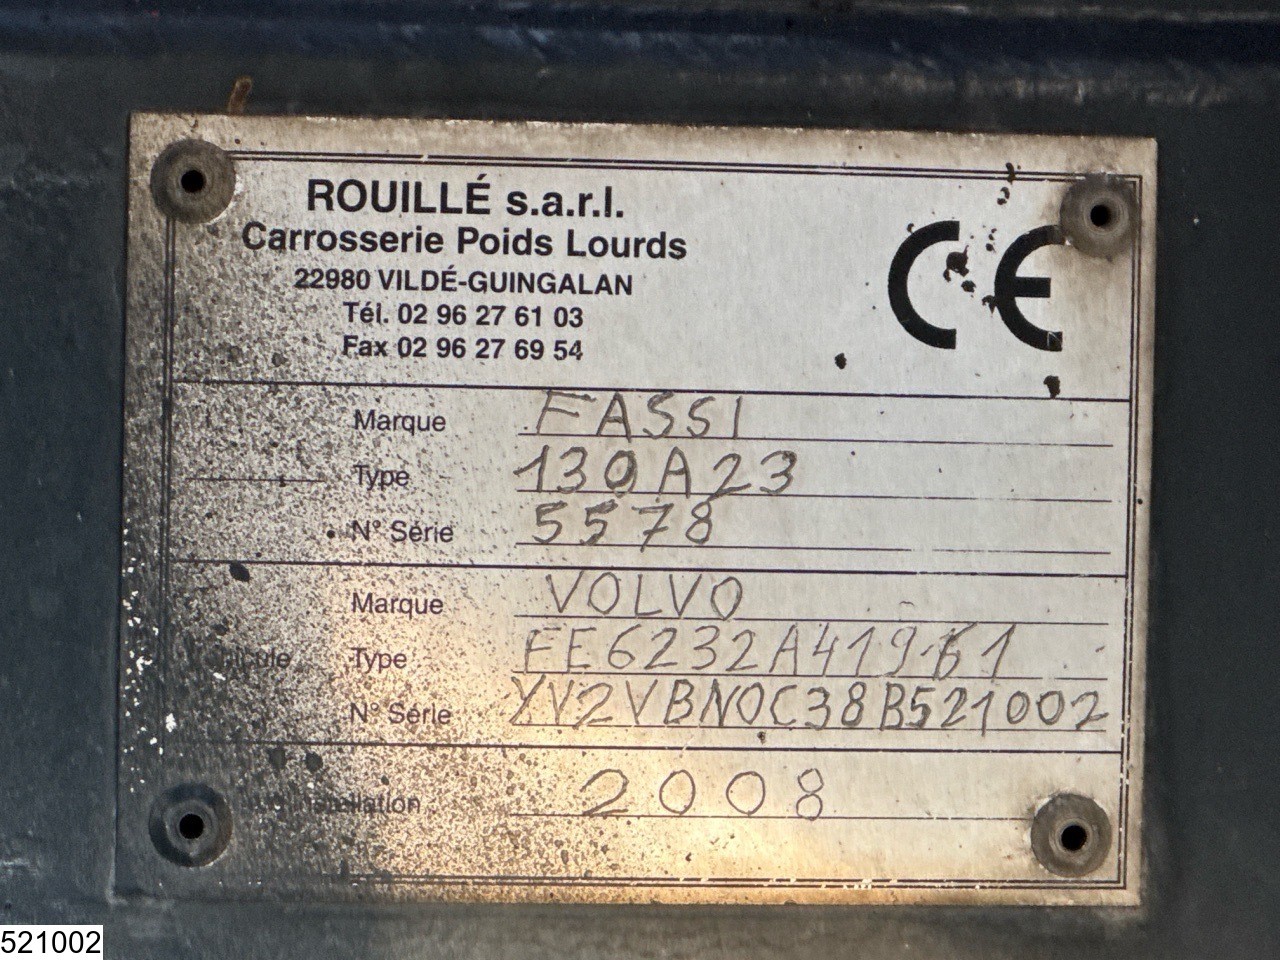 ROUILLÉ s.a.r.l.
Carrosserie Poids Lourds
22980 VILDÉ-GUINGALAN
Tél. 02 96 27 61 03
Fax 02 96 27 69 54
CE
Marque FASSI
Type 130A23
N° Série 5578
Marque VOLVO
Type FE6232A41961
N° Série YV2VBN0C38B521002
2008
521002